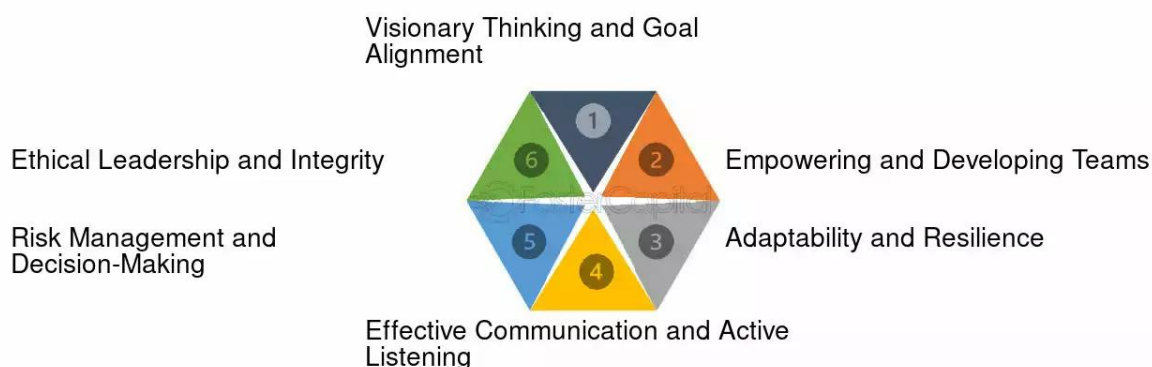 Visionary Thinking and Goal
Alignment
1
6
2
Ethical Leadership and Integrity
Empowering and Developing Teams
FasterCapital
5
3
Risk Management and
Decision-Making
Adaptability and Resilience
4
Effective Communication and Active
Listening